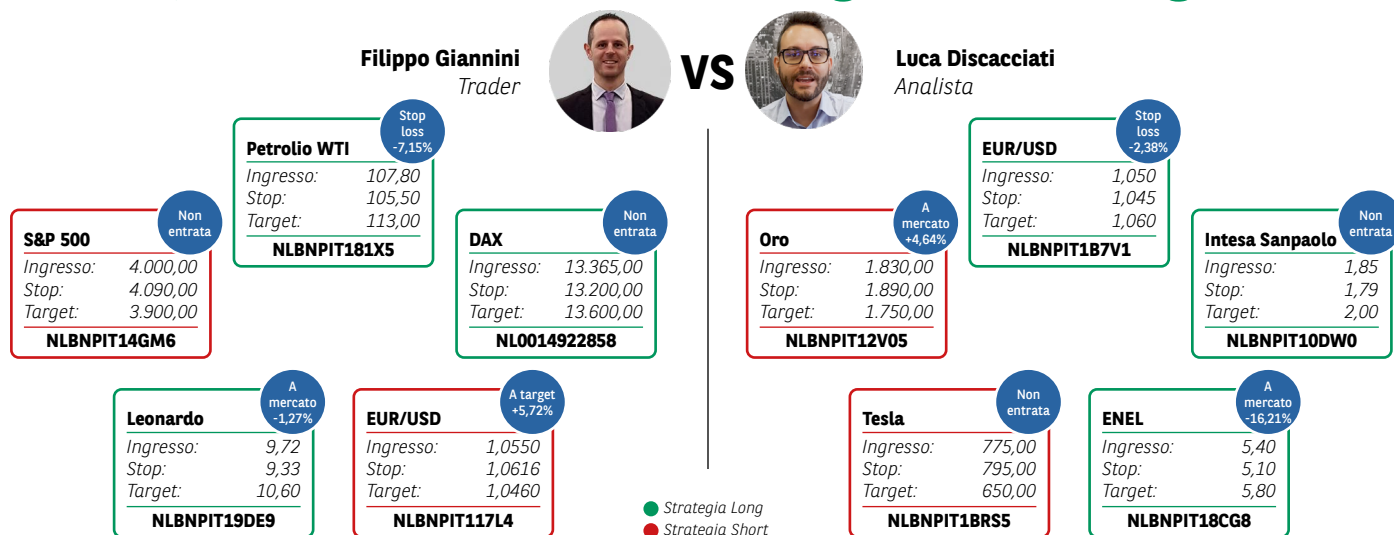 Filippo Giannini
Trader
VS
Luca Discacciati
Analista
Petrolio WTI
Stop
loss
-7,15%
Ingresso: 107,80
Stop: 105,50
Target: 113,00
NLBNPIT181X5
S&P 500
Non
entrata
Ingresso: 4.000,00
Stop: 4.090,00
Target: 3.900,00
NLBNPIT14GM6
DAX
Non
entrata
Ingresso: 13.365,00
Stop: 13.200,00
Target: 13.600,00
NL0014922858
Leonardo
A
mercato
-1,27%
Ingresso: 9,72
Stop: 9,33
Target: 10,60
NLBNPIT19DE9
EUR/USD
A target
+5,72%
Ingresso: 1,0550
Stop: 1,0616
Target: 1,0460
NLBNPIT117L4
EUR/USD
Stop
loss
-2,38%
Ingresso: 1,050
Stop: 1,045
Target: 1,060
NLBNPIT1B7V1
Oro
A
mercato
+4,64%
Ingresso: 1.830,00
Stop: 1.890,00
Target: 1.750,00
NLBNPIT12V05
Intesa Sanpaolo
Non
entrata
Ingresso: 1,85
Stop: 1,79
Target: 2,00
NLBNPIT10DW0
Tesla
Non
entrata
Ingresso: 775,00
Stop: 795,00
Target: 650,00
NLBNPIT1BRS5
ENEL
A
mercato
-16,21%
Ingresso: 5,40
Stop: 5,10
Target: 5,80
NLBNPIT18CG8
Strategia Long
Strategia Short